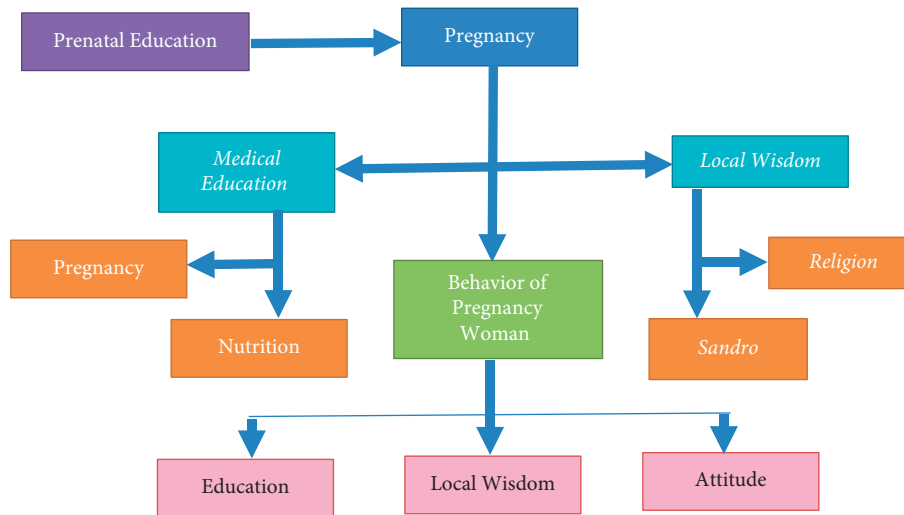 Prenatal Education
Pregnancy
Medical
Education
Local Wisdom
Pregnancy
Religion
Behavior of
Pregnancy
Woman
Nutrition
Sandro
Education
Local Wisdom
Attitude